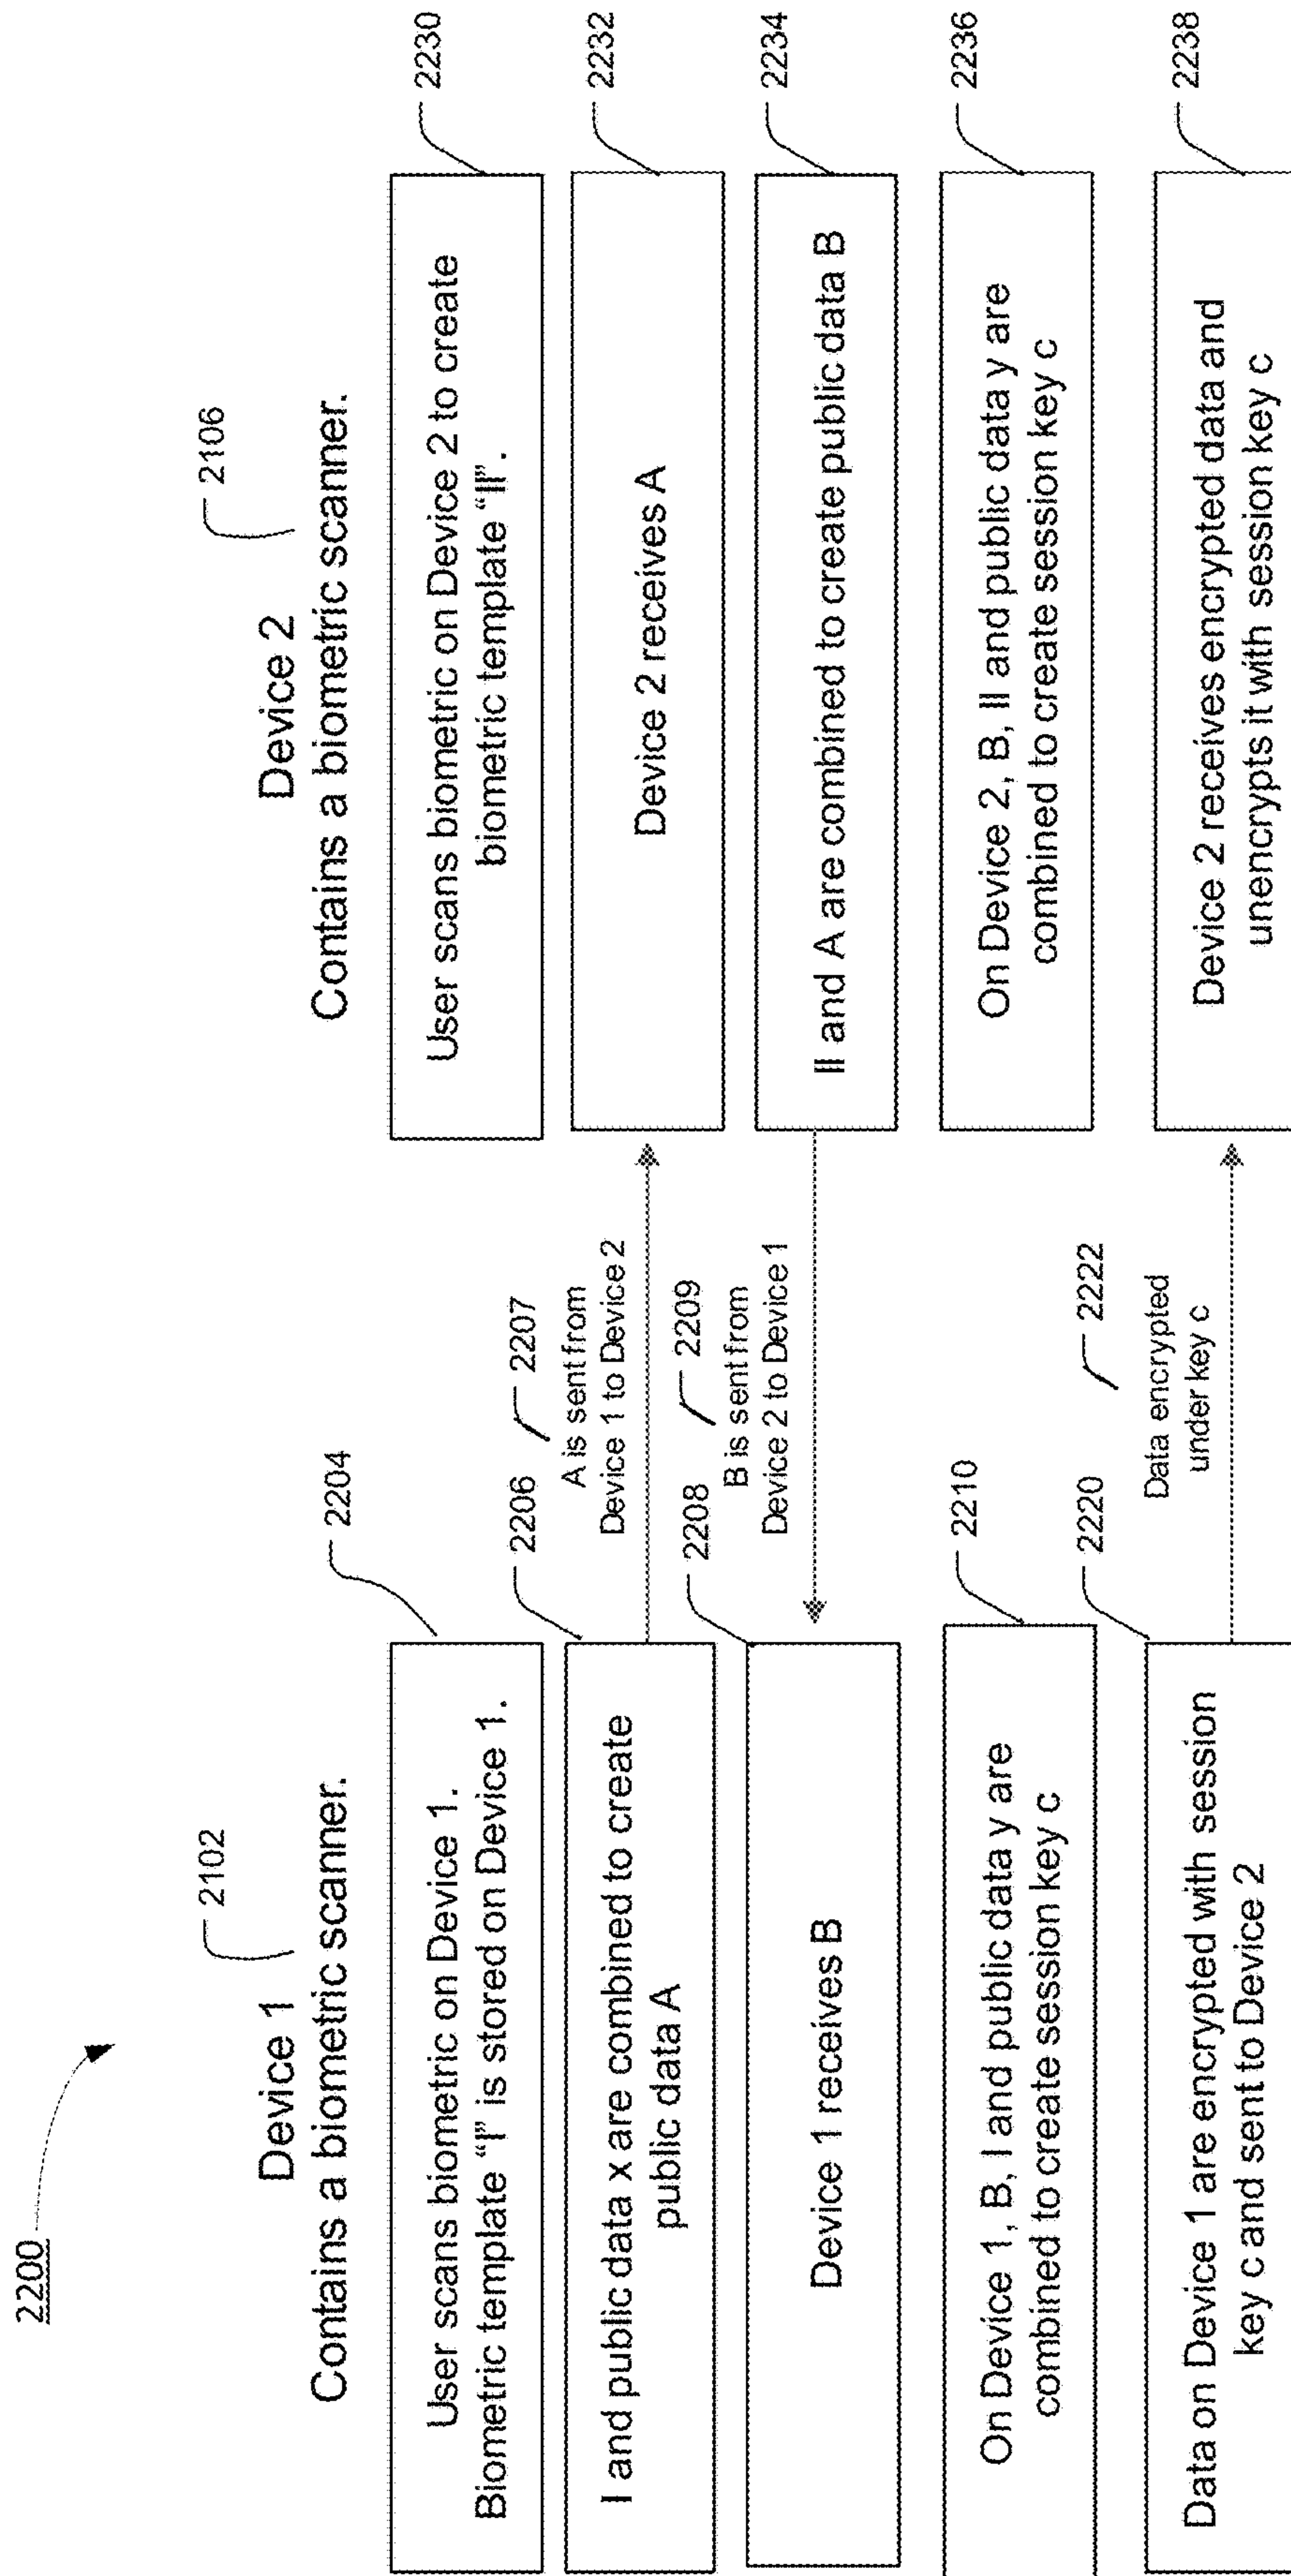 2200
2102
Device 1
Contains a biometric scanner.
2204
User scans biometric on Device 1.
Biometric template “I” is stored on Device 1.
2206
I and public data x are combined to create
public data A
2207
A is sent from
Device 1 to Device 2
2208
Device 1 receives B
2209
B is sent from
Device 2 to Device 1
2210
On Device 1, B, I and public data y are
combined to create session key c
2220
Data on Device 1 are encrypted with session
key c and sent to Device 2
2222
Data encrypted
under key c
2106
Device 2
Contains a biometric scanner.
2230
User scans biometric on Device 2 to create
biometric template “II”.
2232
Device 2 receives A
2234
II and A are combined to create public data B
2236
On Device 2, B, II and public data y are
combined to create session key c
2238
Device 2 receives encrypted data and
unencrypts it with session key c